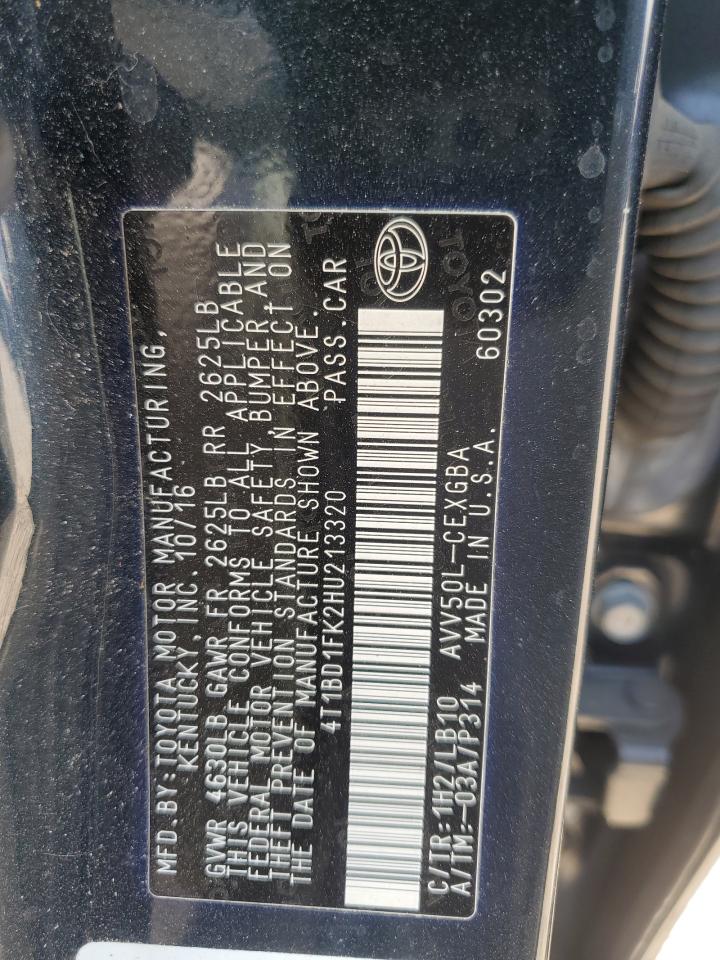 MFD.BY:TOYOTA MOTOR MANUFACTURING,
KENTUCKY, INC. 10/16
GVWR 4630LB GAWR FR 2625LB RR 2625LB
THIS VEHICLE CONFORMS TO ALL APPLICABLE
FEDERAL MOTOR VEHICLE SAFETY, BUMPER AND
THEFT PREVENTION STANDARDS IN EFFECT ON
THE DATE OF MANUFACTURE SHOWN ABOVE.
4T1BD1FK2HU213320 PASS.CAR
C/TR:1H2/LB10 AVV50L-CEXGBA
A/TM:-03A/P314 MADE IN U.S.A. 60302